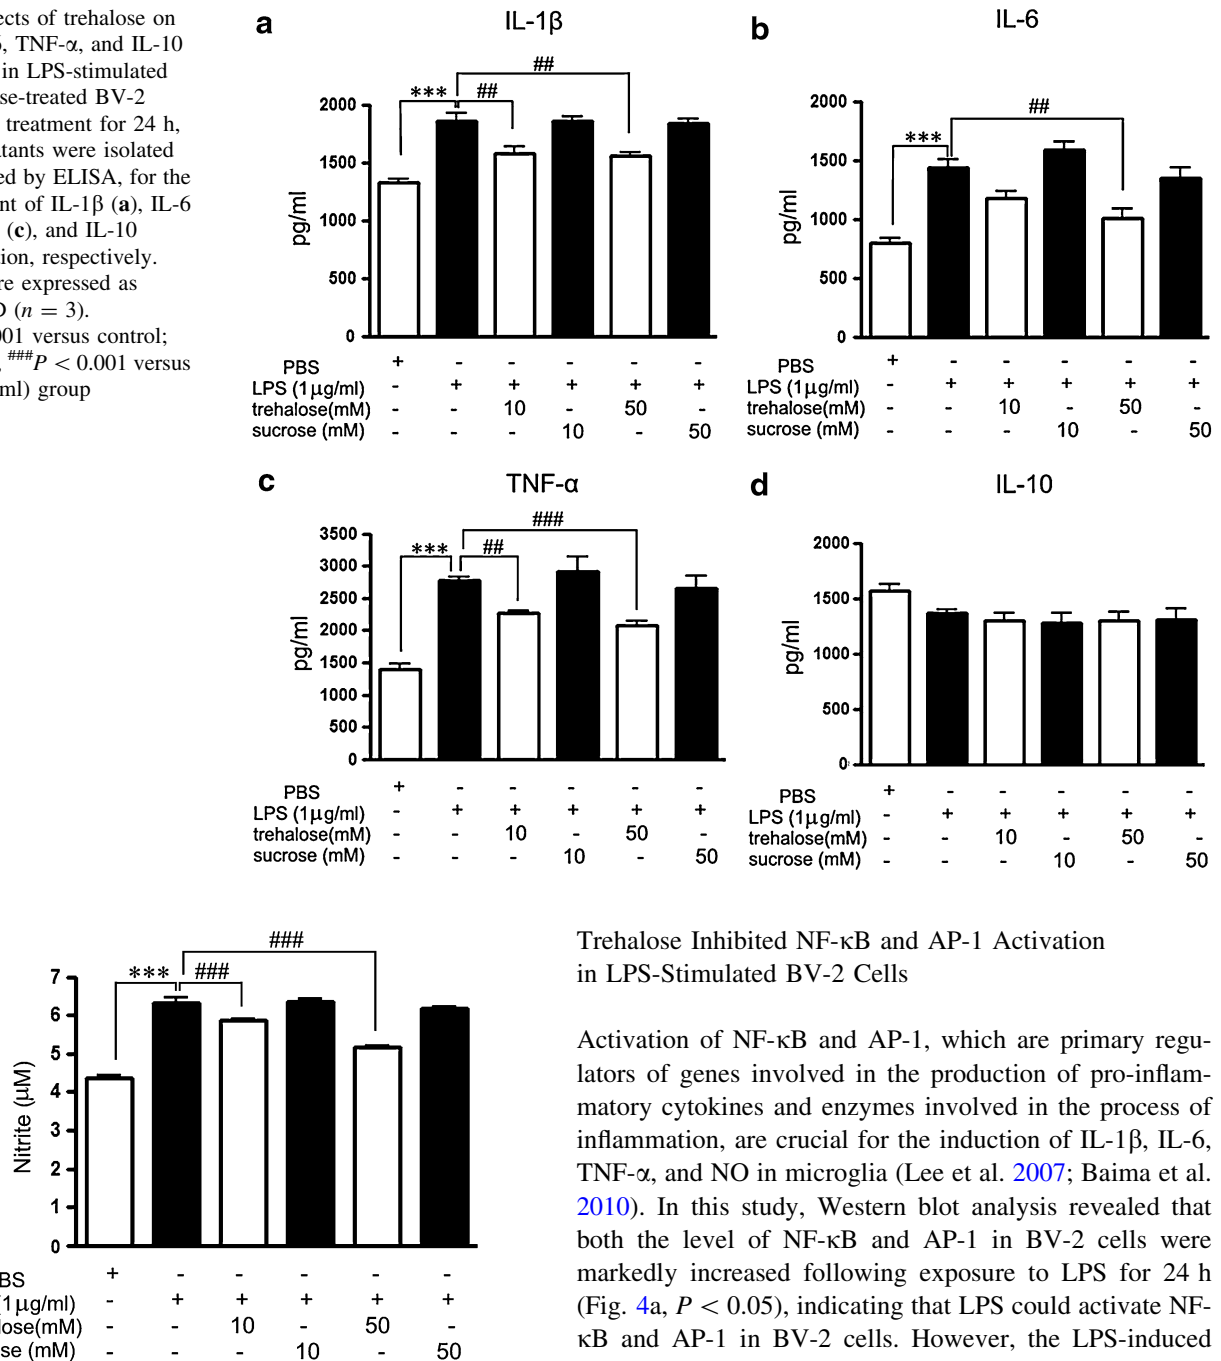 ects of trehalose on
6, TNF-α, and IL-10
in LPS-stimulated
se-treated BV-2
treatment for 24 h,
atants were isolated
ed by ELISA, for the
nt of IL-1β (a), IL-6
(c), and IL-10
tion, respectively.
re expressed as
D (n = 3).
001 versus control;
, ###P < 0.001 versus
ml) group
a
IL-1β
## 
*** ##
2000
1500
1000
500
0
pg/ml
PBS + - - - - -
LPS (1μg/ml) - + + + + +
trehalose(mM) - - 10 - 50 -
sucrose (mM) - - - 10 - 50
b
IL-6
##
***
2000
1500
1000
500
0
pg/ml
PBS + - - - - -
LPS (1μg/ml) - + + + + +
trehalose(mM) - - 10 - 50 -
sucrose (mM) - - - 10 - 50
c
TNF-α
###
*** ##
3500
3000
2500
2000
1500
1000
500
0
pg/ml
PBS + - - - - -
LPS (1μg/ml) - + + + + +
trehalose(mM) - - 10 - 50 -
sucrose (mM) - - - 10 - 50
d
IL-10
2000
1500
1000
500
0
pg/ml
PBS + - - - - -
LPS (1μg/ml) - + + + + +
trehalose(mM) - - 10 - 50 -
sucrose (mM) - - - 10 - 50
###
*** ###
7
6
5
4
3
2
1
0
Nitrite (μM)
BS + - - - - -
1μg/ml) - + + + + +
lose(mM) - - 10 - 50 -
se (mM) - - - 10 - 50
Trehalose Inhibited NF-κB and AP-1 Activation
in LPS-Stimulated BV-2 Cells
Activation of NF-κB and AP-1, which are primary regu-
lators of genes involved in the production of pro-inflam-
matory cytokines and enzymes involved in the process of
inflammation, are crucial for the induction of IL-1β, IL-6,
TNF-α, and NO in microglia (Lee et al. 2007; Baima et al.
2010). In this study, Western blot analysis revealed that
both the level of NF-κB and AP-1 in BV-2 cells were
markedly increased following exposure to LPS for 24 h
(Fig. 4a, P < 0.05), indicating that LPS could activate NF-
κB and AP-1 in BV-2 cells. However, the LPS-induced